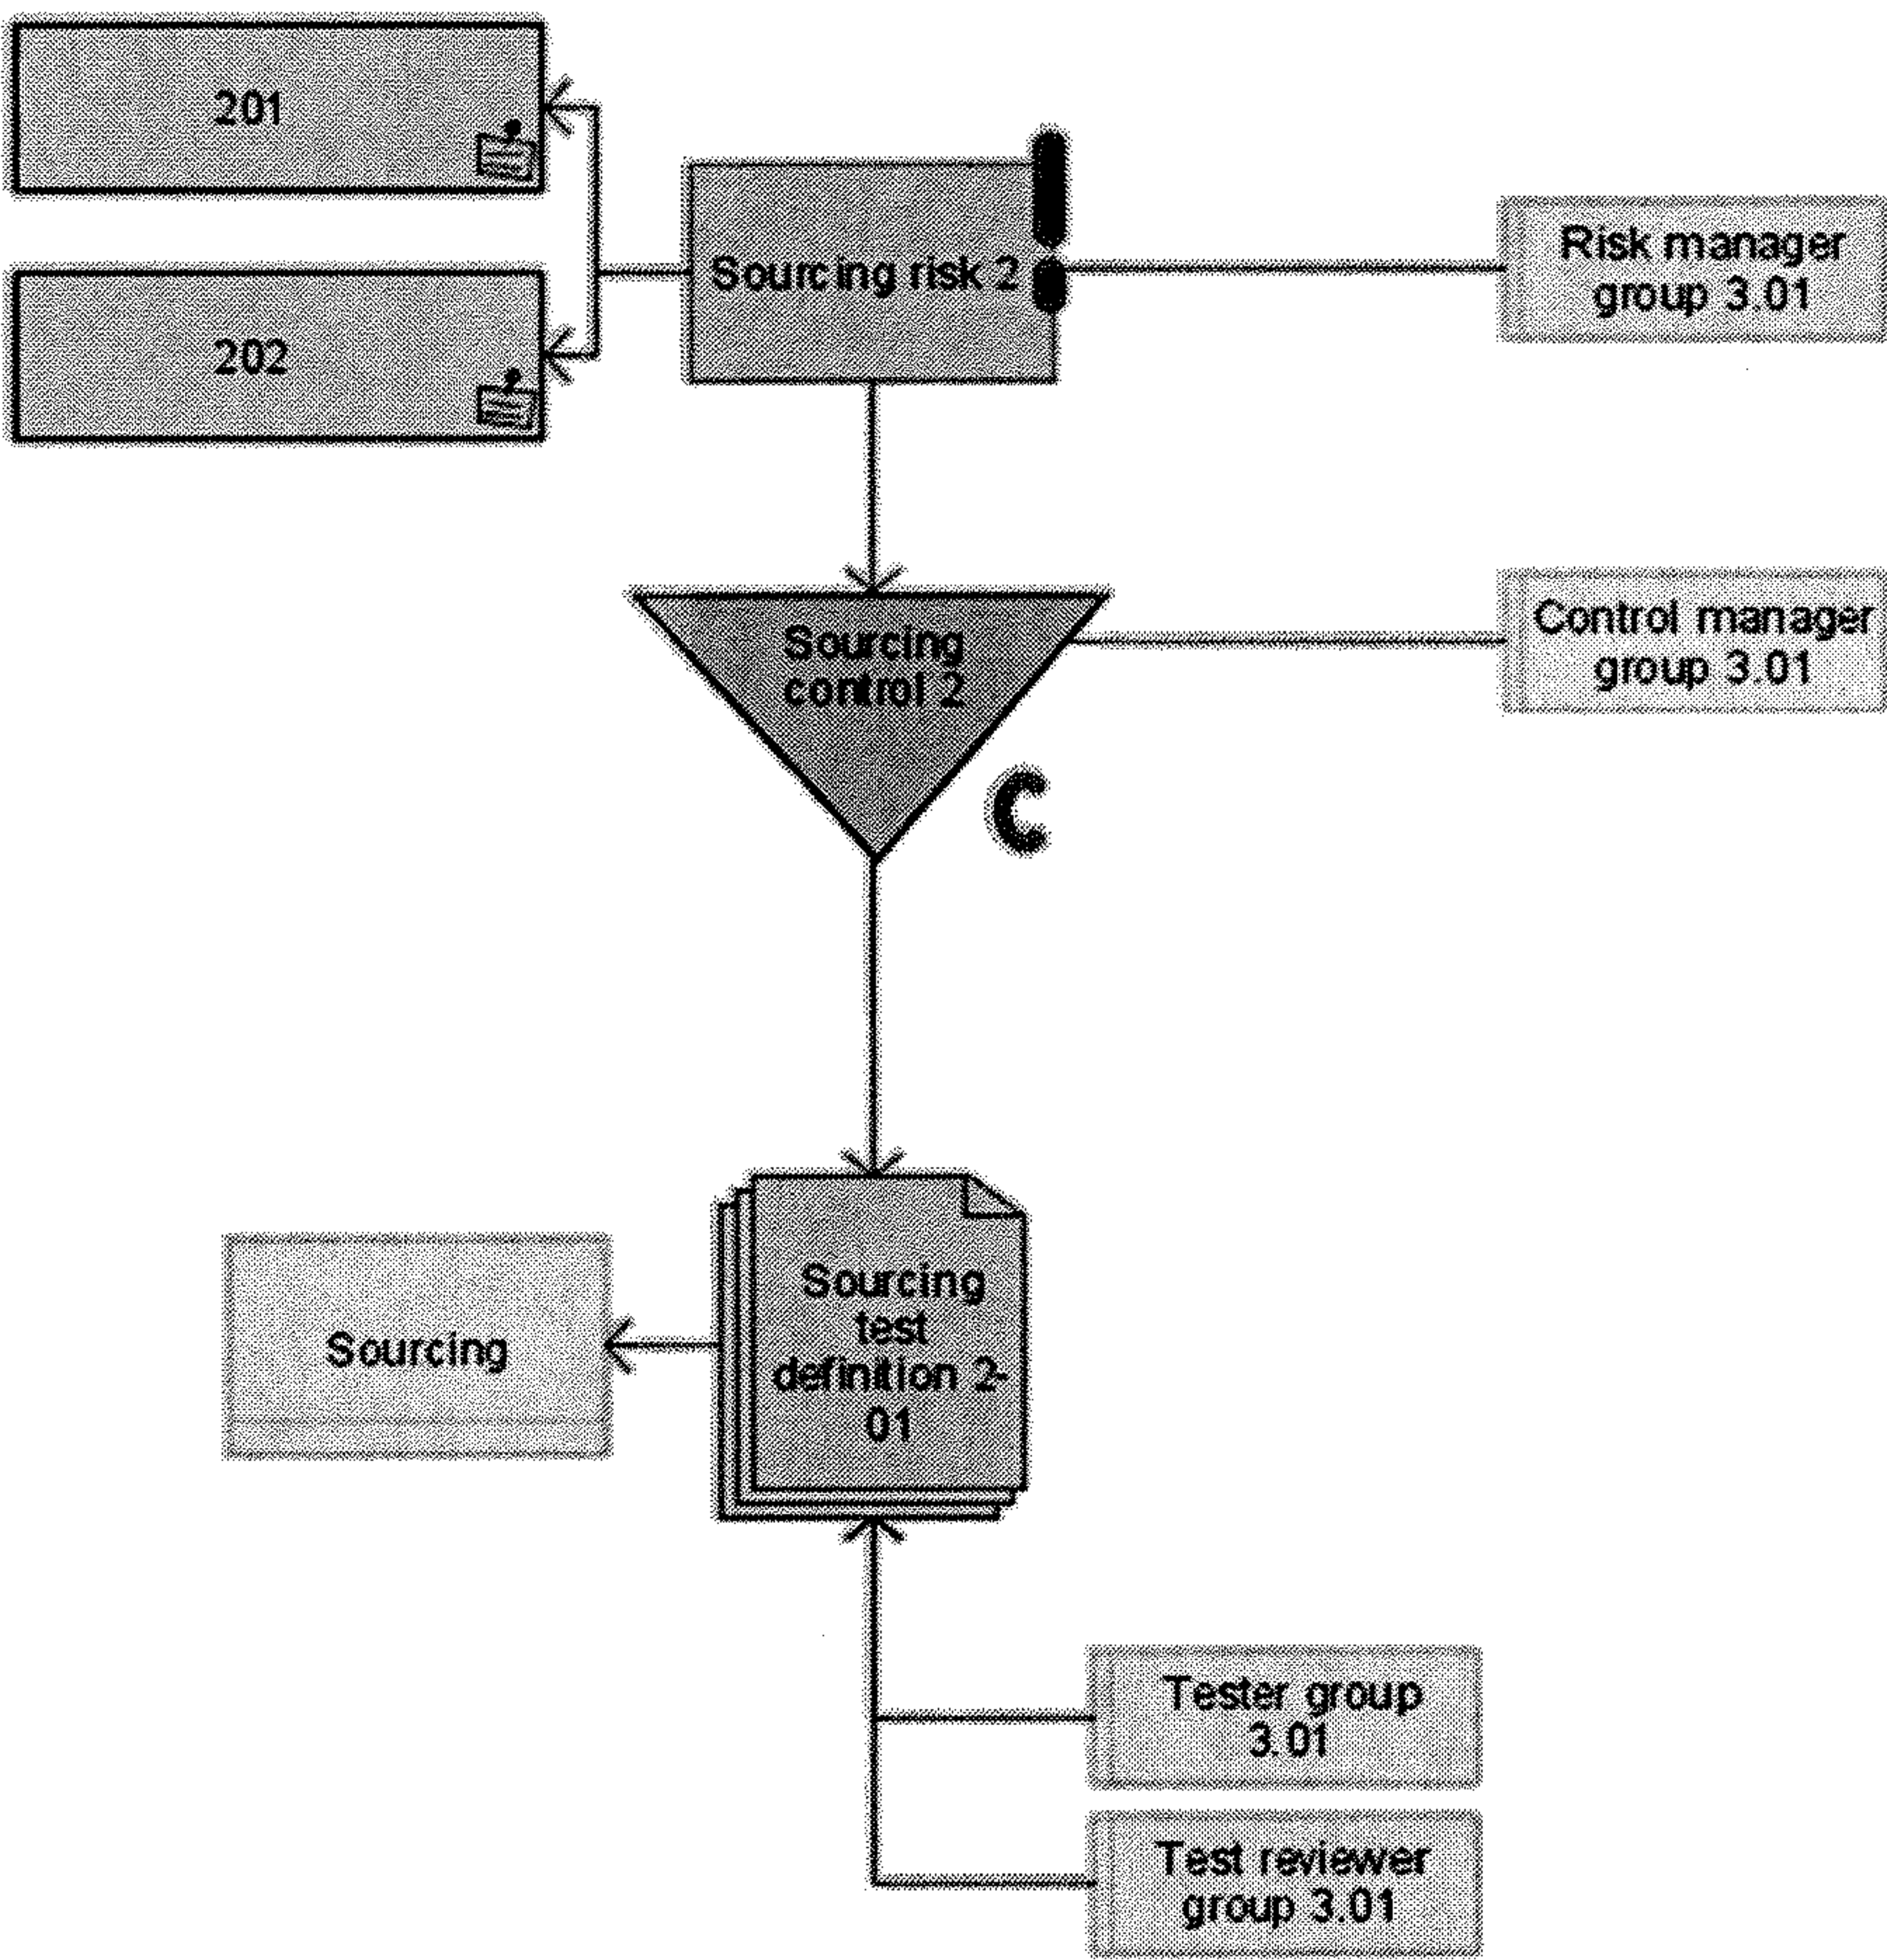 201
202
Sourcing risk 2
Risk manager
group 3.01
Sourcing
control 2
Control manager
group 3.01
C
Sourcing
Sourcing
test
definition 2-
01
Tester group
3.01
Test reviewer
group 3.01